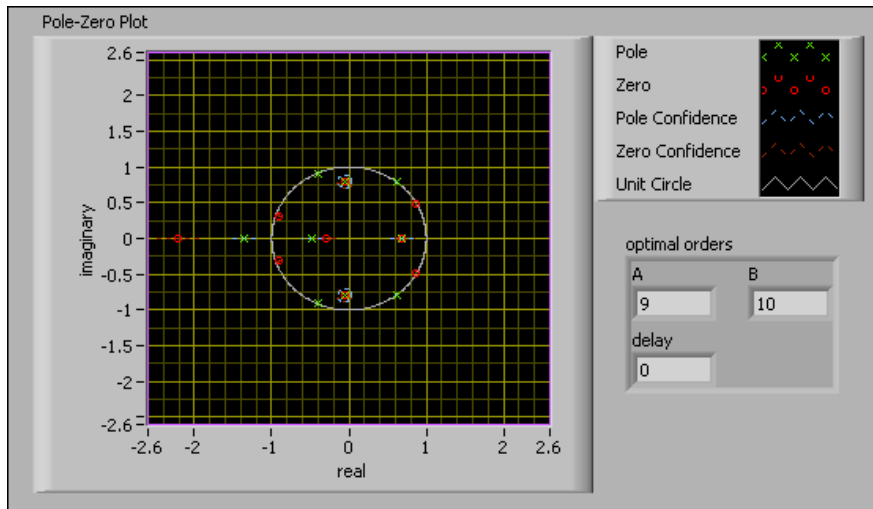 Pole-Zero Plot
2.6
2
1.5
1
0.5
0
-0.5
-1
-1.5
-2
-2.6
imaginary
-2.6 -2 -1 0 1 2 2.6
real
Pole
Zero
Pole Confidence
Zero Confidence
Unit Circle
optimal orders
A B
9 10
delay
0